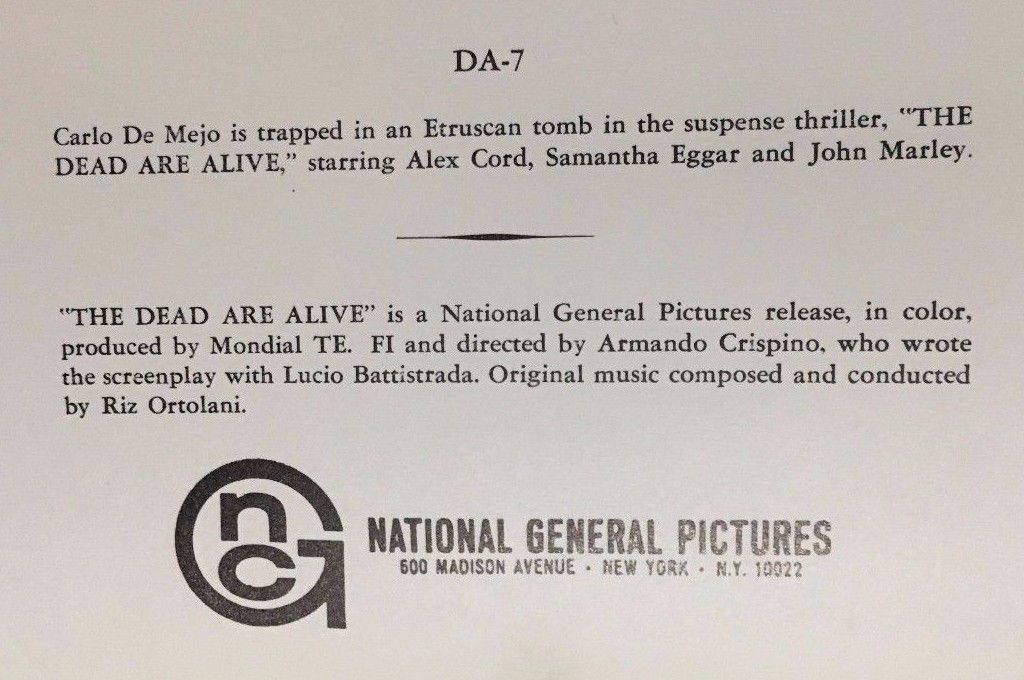 DA-7
Carlo De Mejo is trapped in an Etruscan tomb in the suspense thriller, "THE
DEAD ARE ALIVE," starring Alex Cord, Samantha Eggar and John Marley.
"THE DEAD ARE ALIVE" is a National General Pictures release, in color,
produced by Mondial TE. FI and directed by Armando Crispino, who wrote
the screenplay with Lucio Battistrada. Original music composed and conducted
by Riz Ortolani.
ncG
NATIONAL GENERAL PICTURES
600 MADISON AVENUE · NEW YORK · N.Y. 10022